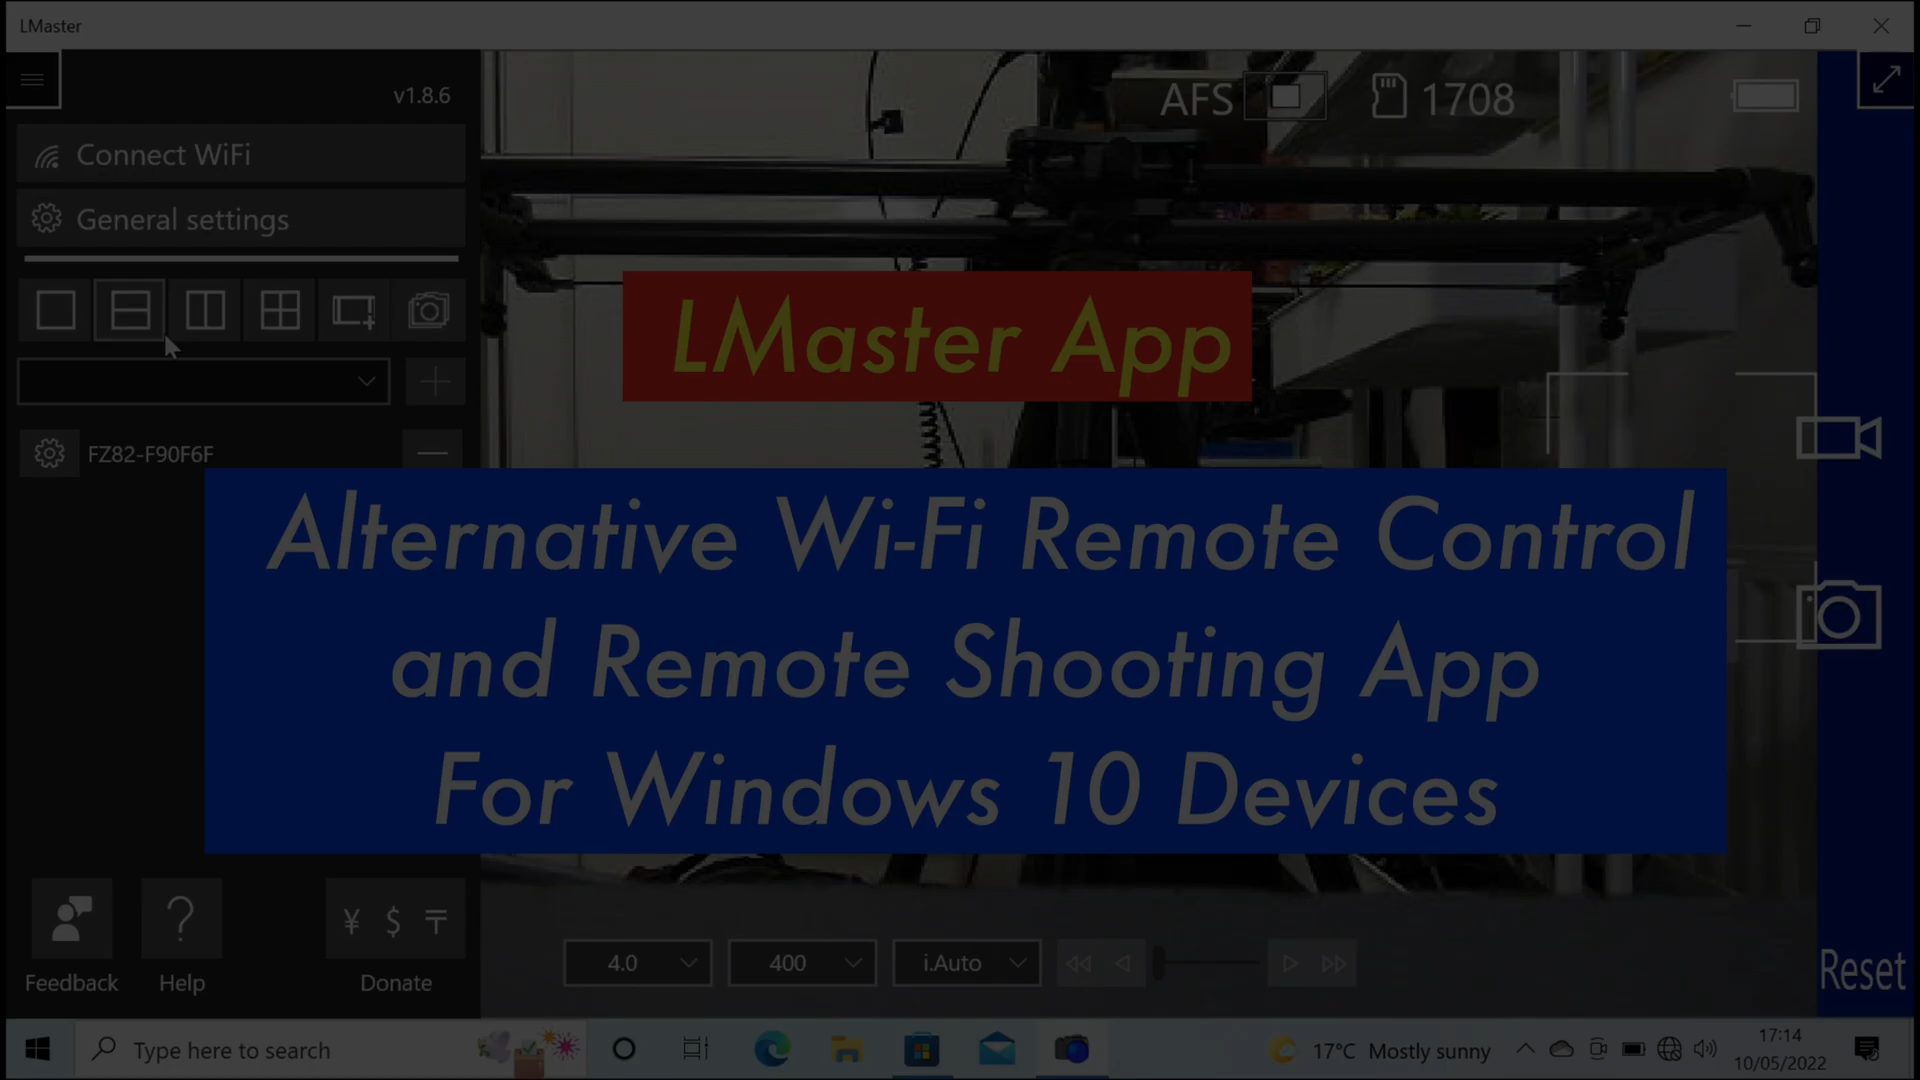 LMaster
v1.8.6
AFS
1708
Connect WiFi
General settings
LMaster App
FZ82-F90F6F
Alternative Wi-Fi Remote Control
and Remote Shooting App
For Windows 10 Devices
¥ $ ₸
Feedback
Help
Donate
4.0
400
i.Auto
Reset
Type here to search
17°C Mostly sunny
17:14
10/05/2022